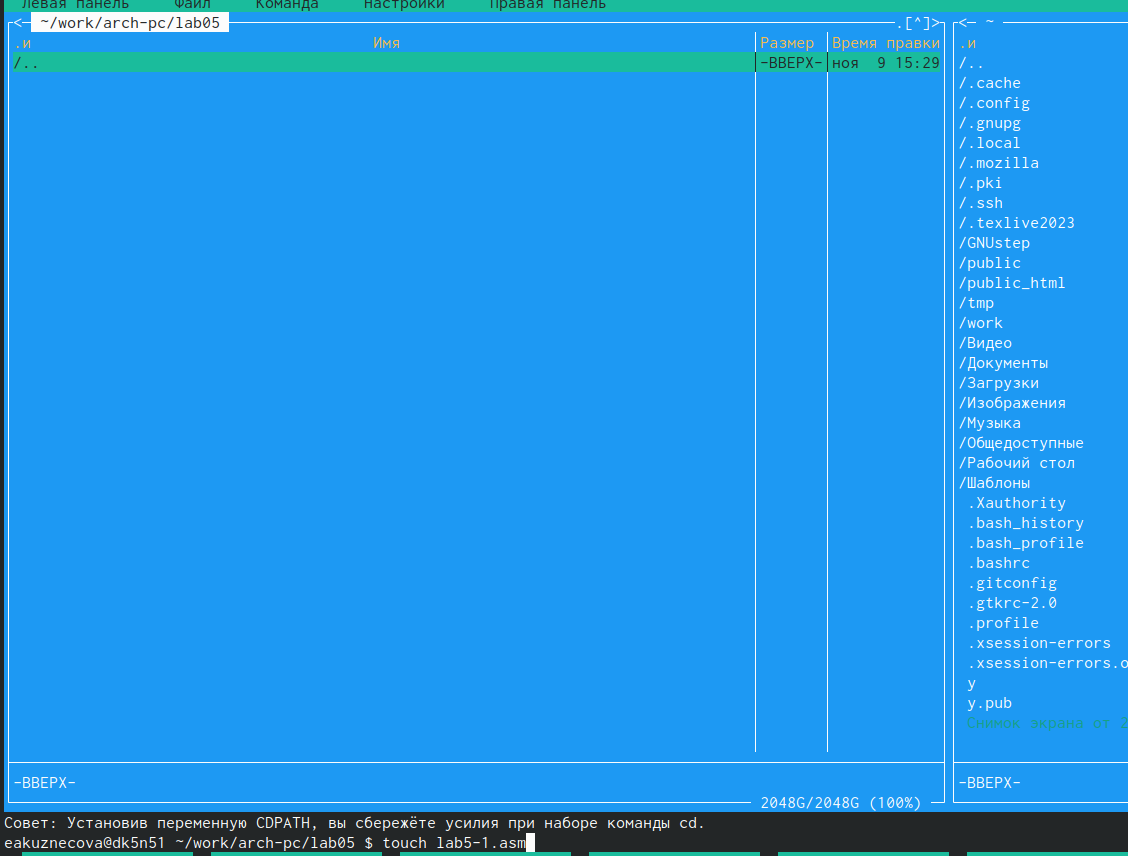 Левая панель Файл Команда Настройки Правая панель
<─ ~/work/arch-pc/lab05 ─.[^]>
.и Имя Размер Время правки
/.. -ВВЕРХ- ноя 9 15:29
-ВВЕРХ-
2048G/2048G (100%)
<─ ~
.и
/..
/.cache
/.config
/.gnupg
/.local
/.mozilla
/.pki
/.ssh
/.texlive2023
/GNUstep
/public
/public_html
/tmp
/work
/Видео
/Документы
/Загрузки
/Изображения
/Музыка
/Общедоступные
/Рабочий стол
/Шаблоны
.Xauthority
.bash_history
.bash_profile
.bashrc
.gitconfig
.gtkrc-2.0
.profile
.xsession-errors
.xsession-errors.o
y
y.pub
Снимок экрана от 2
-ВВЕРХ-
Совет: Установив переменную CDPATH, вы сбережёте усилия при наборе команды cd.
eakuznecova@dk5n51 ~/work/arch-pc/lab05 $ touch lab5-1.asm